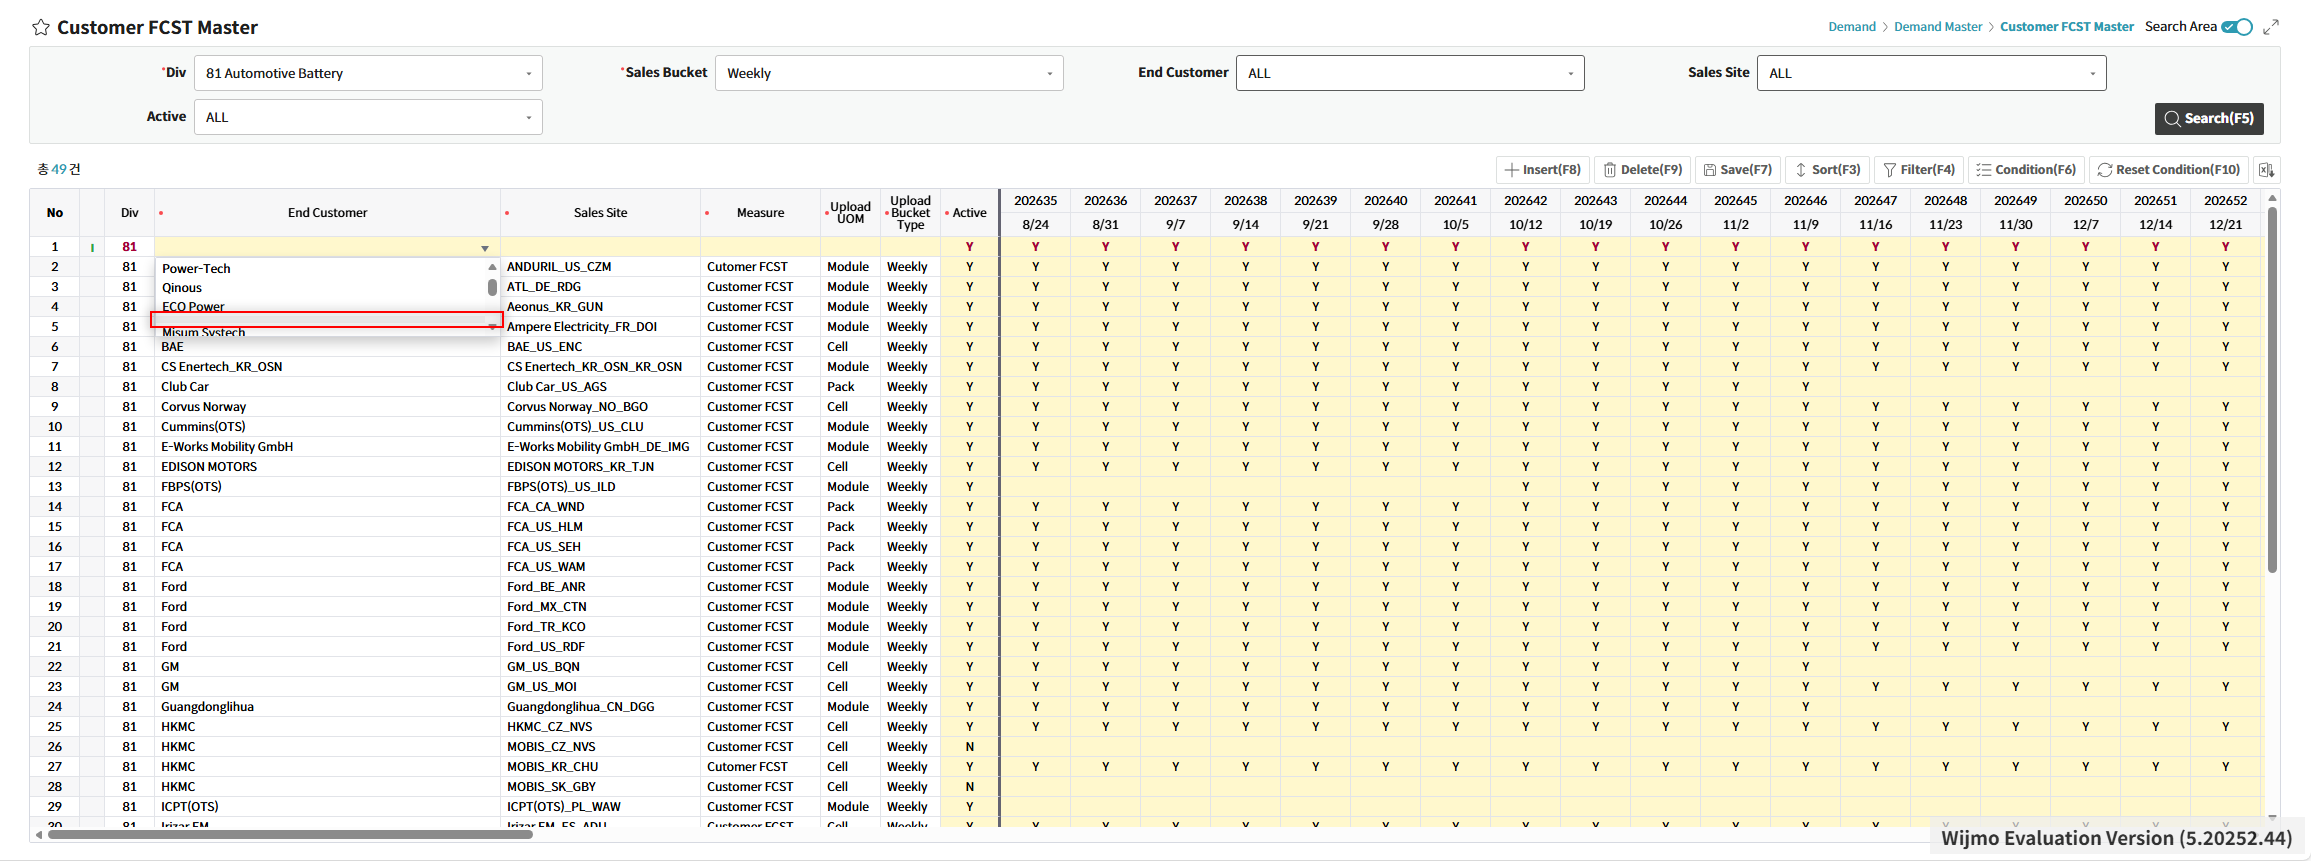 Customer FCST Master
Demand > Demand Master > Customer FCST Master Search Area
*Div 81 Automotive Battery *Sales Bucket Weekly End Customer ALL Sales Site ALL
Active ALL Search(F5)
총 49 건 Insert(F8) Delete(F9) Save(F7) Sort(F3) Filter(F4) Condition(F6) Reset Condition(F10)
No Div End Customer Sales Site Measure Upload UOM Upload Bucket Type Active 202635 202636 202637 202638 202639 202640 202641 202642 202643 202644 202645 202646 202647 202648 202649 202650 202651 202652
8/24 8/31 9/7 9/14 9/21 9/28 10/5 10/12 10/19 10/26 11/2 11/9 11/16 11/23 11/30 12/7 12/14 12/21
1 I 81 Y Y Y Y Y Y Y Y Y Y Y Y Y Y Y Y Y Y Y
Power-Tech
Qinous
ECO Power
Misum Systech
2 81 ANDURIL_US_CZM Cutomer FCST Module Weekly Y Y Y Y Y Y Y Y Y Y Y Y Y Y Y Y Y Y Y
3 81 ATL_DE_RDG Customer FCST Module Weekly Y Y Y Y Y Y Y Y Y Y Y Y Y Y Y Y Y Y Y
4 81 Aeonus_KR_GUN Customer FCST Module Weekly Y Y Y Y Y Y Y Y Y Y Y Y Y Y Y Y Y Y Y
5 81 Ampere Electricity_FR_DOI Customer FCST Module Weekly Y Y Y Y Y Y Y Y Y Y Y Y Y Y Y Y Y Y Y
6 81 BAE BAE_US_ENC Customer FCST Cell Weekly Y Y Y Y Y Y Y Y Y Y Y Y Y Y Y Y Y Y Y
7 81 CS Enertech_KR_OSN CS Enertech_KR_OSN_KR_OSN Customer FCST Module Weekly Y Y Y Y Y Y Y Y Y Y Y Y Y Y Y Y Y Y Y
8 81 Club Car Club Car_US_AGS Customer FCST Pack Weekly Y Y Y Y Y Y Y Y Y Y Y Y Y
9 81 Corvus Norway Corvus Norway_NO_BGO Customer FCST Cell Weekly Y Y Y Y Y Y Y Y Y Y Y Y Y Y Y Y Y Y Y
10 81 Cummins(OTS) Cummins(OTS)_US_CLU Customer FCST Module Weekly Y Y Y Y Y Y Y Y Y Y Y Y Y Y Y Y Y Y Y
11 81 E-Works Mobility GmbH E-Works Mobility GmbH_DE_IMG Customer FCST Module Weekly Y Y Y Y Y Y Y Y Y Y Y Y Y Y Y Y Y Y Y
12 81 EDISON MOTORS EDISON MOTORS_KR_TJN Customer FCST Cell Weekly Y Y Y Y Y Y Y Y Y Y Y Y Y Y Y Y Y Y Y
13 81 FBPS(OTS) FBPS(OTS)_US_ILD Customer FCST Module Weekly Y Y Y Y Y Y Y Y Y Y Y Y
14 81 FCA FCA_CA_WND Customer FCST Pack Weekly Y Y Y Y Y Y Y Y Y Y Y Y Y Y Y Y Y Y Y
15 81 FCA FCA_US_HLM Customer FCST Pack Weekly Y Y Y Y Y Y Y Y Y Y Y Y Y Y Y Y Y Y Y
16 81 FCA FCA_US_SEH Customer FCST Pack Weekly Y Y Y Y Y Y Y Y Y Y Y Y Y Y Y Y Y Y Y
17 81 FCA FCA_US_WAM Customer FCST Pack Weekly Y Y Y Y Y Y Y Y Y Y Y Y Y Y Y Y Y Y Y
18 81 Ford Ford_BE_ANR Customer FCST Module Weekly Y Y Y Y Y Y Y Y Y Y Y Y Y Y Y Y Y Y Y
19 81 Ford Ford_MX_CTN Customer FCST Module Weekly Y Y Y Y Y Y Y Y Y Y Y Y Y Y Y Y Y Y Y
20 81 Ford Ford_TR_KCO Customer FCST Module Weekly Y Y Y Y Y Y Y Y Y Y Y Y Y Y Y Y Y Y Y
21 81 Ford Ford_US_RDF Customer FCST Module Weekly Y Y Y Y Y Y Y Y Y Y Y Y Y Y Y Y Y Y Y
22 81 GM GM_US_BQN Customer FCST Cell Weekly Y Y Y Y Y Y Y Y Y Y Y Y Y
23 81 GM GM_US_MOI Customer FCST Cell Weekly Y Y Y Y Y Y Y Y Y Y Y Y Y Y Y Y Y Y Y
24 81 Guangdonglihua Guangdonglihua_CN_DGG Customer FCST Module Weekly Y Y Y Y Y Y Y Y Y Y Y Y Y
25 81 HKMC HKMC_CZ_NVS Customer FCST Cell Weekly Y Y Y Y Y Y Y Y Y Y Y Y Y Y Y Y Y Y Y
26 81 HKMC MOBIS_CZ_NVS Customer FCST Cell Weekly N
27 81 HKMC MOBIS_KR_CHU Cutomer FCST Cell Weekly Y Y Y Y Y Y Y Y Y Y Y Y Y Y Y Y Y Y Y
28 81 HKMC MOBIS_SK_GBY Customer FCST Cell Weekly N
29 81 ICPT(OTS) ICPT(OTS)_PL_WAW Customer FCST Module Weekly Y
30 81 Irizar EM Irizar EM_ES_ADU Customer FCST Cell Weekly Y Y Y Y Y Y Y Y Y Y Y Y Y Y Y Y Y Y Y
Wijmo Evaluation Version (5.20252.44)